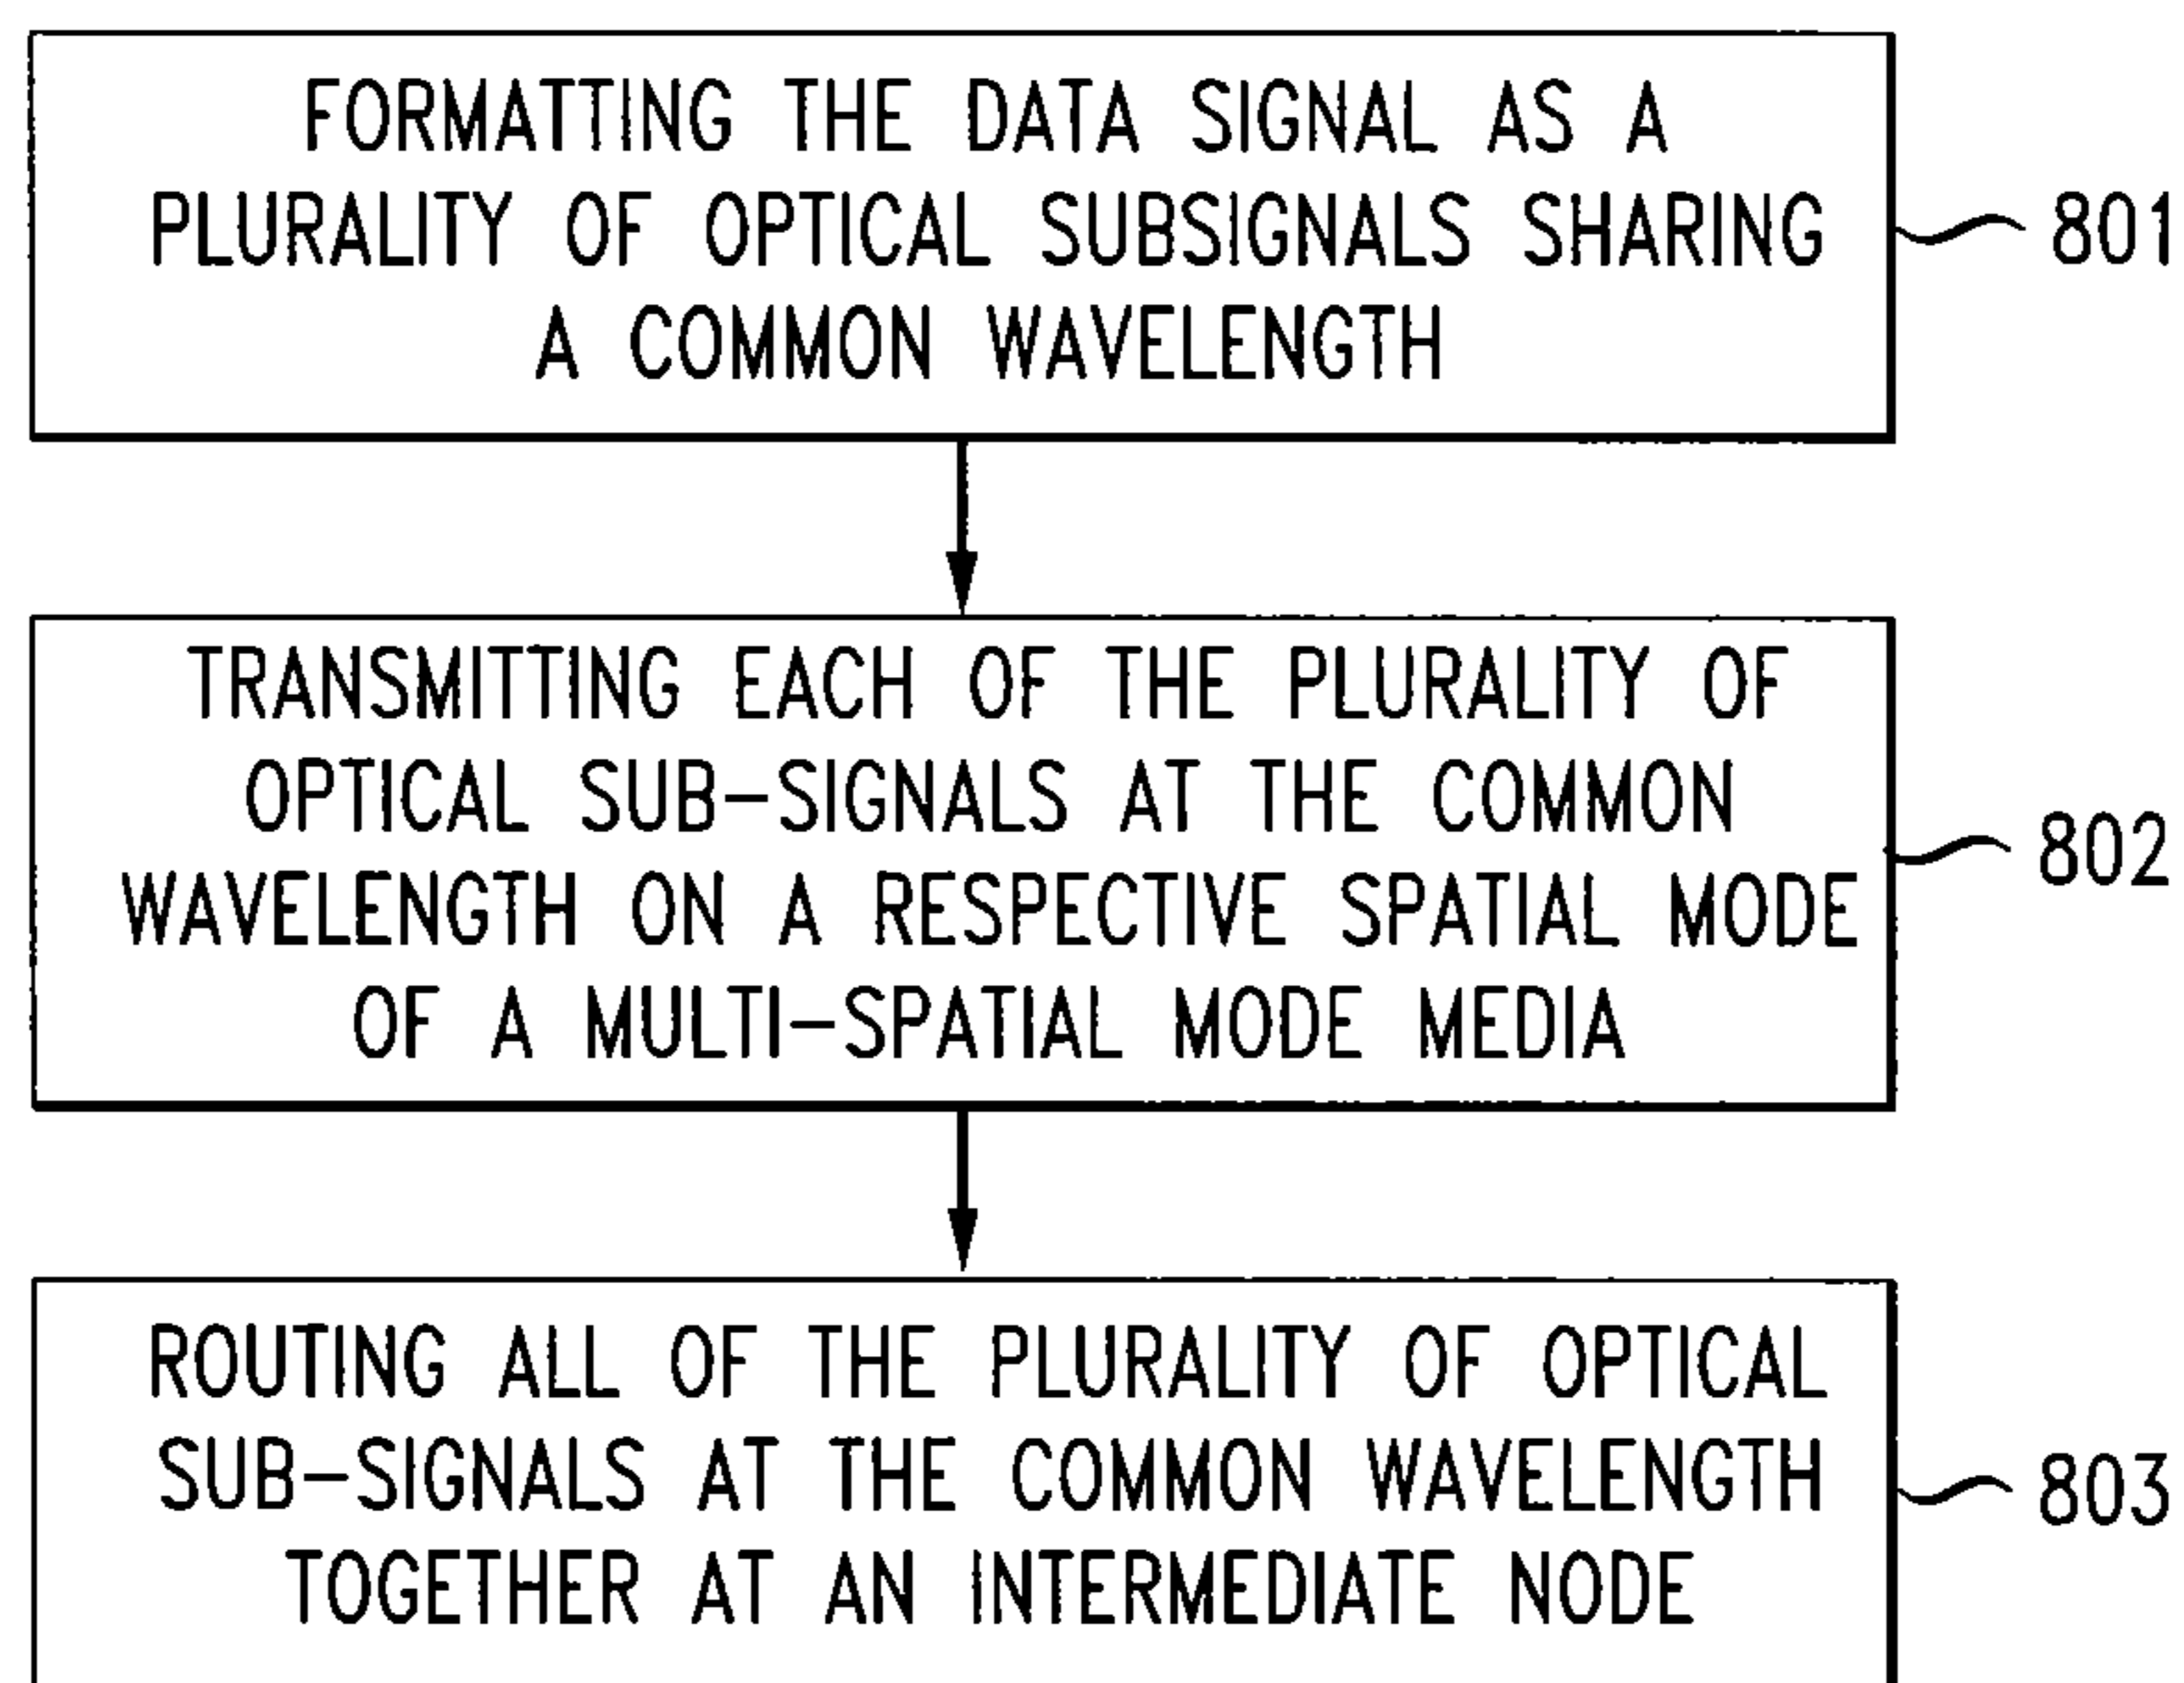 FORMATTING THE DATA SIGNAL AS A
PLURALITY OF OPTICAL SUBSIGNALS SHARING
A COMMON WAVELENGTH
801
TRANSMITTING EACH OF THE PLURALITY OF
OPTICAL SUB-SIGNALS AT THE COMMON
WAVELENGTH ON A RESPECTIVE SPATIAL MODE
OF A MULTI-SPATIAL MODE MEDIA
802
ROUTING ALL OF THE PLURALITY OF OPTICAL
SUB-SIGNALS AT THE COMMON WAVELENGTH
TOGETHER AT AN INTERMEDIATE NODE
803